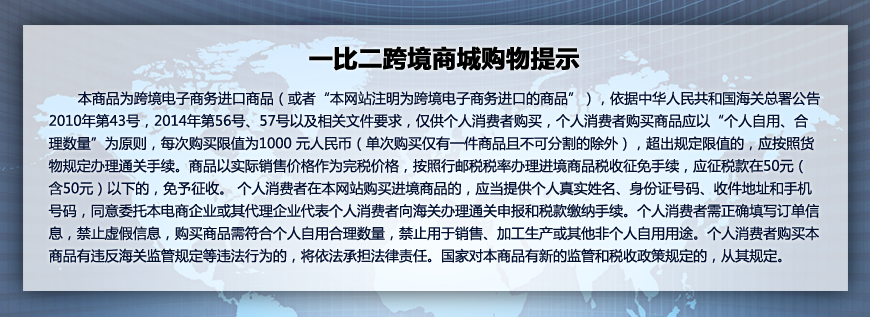 一比二跨境商城购物提示
本商品为跨境电子商务进口商品（或者“本网站注明为跨境电子商务进口的商品”），依据中华人民共和国海关总署公告
2010年第43号，2014年第56号、57号以及相关文件要求，仅供个人消费者购买，个人消费者购买商品应以“个人自用、合
理数量”为原则，每次购买限值为1000 元人民币（单次购买仅有一件商品且不可分割的除外），超出规定限值的，应按照货
物规定办理通关手续。商品以实际销售价格作为完税价格，按照行邮税税率办理进境商品税收征免手续，应征税款在50元（
含50元）以下的，免予征收。 个人消费者在本网站购买进境商品的，应当提供个人真实姓名、身份证号码、收件地址和手机
号码，同意委托本电商企业或其代理企业代表个人消费者向海关办理通关申报和税款缴纳手续。个人消费者需正确填写订单信
息，禁止虚假信息，购买商品需符合个人自用合理数量，禁止用于销售、加工生产或其他非个人自用用途。个人消费者购买本
商品有违反海关监管规定等违法行为的，将依法承担法律责任。国家对本商品有新的监管和税收政策规定的，从其规定。